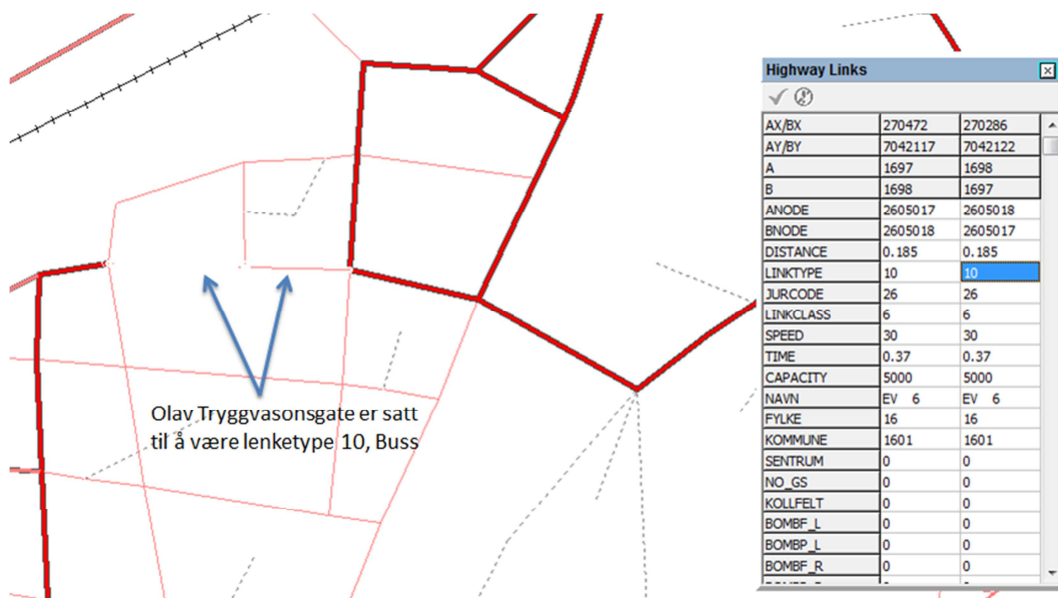 Highway Links
AX/BX 270472 270286
AY/BY 7042117 7042122
A 1697 1698
B 1698 1697
ANODE 2605017 2605018
BNODE 2605018 2605017
DISTANCE 0.185 0.185
LINKTYPE 10 10
JURCODE 26 26
LINKCLASS 6 6
SPEED 30 30
TIME 0.37 0.37
CAPACITY 5000 5000
NAVN EV 6 EV 6
FYLKE 16 16
KOMMUNE 1601 1601
SENTRUM 0 0
NO_GS 0 0
KOLLFELT 0 0
BOMBF_L 0 0
BOMBP_L 0 0
BOMBF_R 0 0
Olav Tryggvasonsgate er satt
til å være lenketype 10, Buss